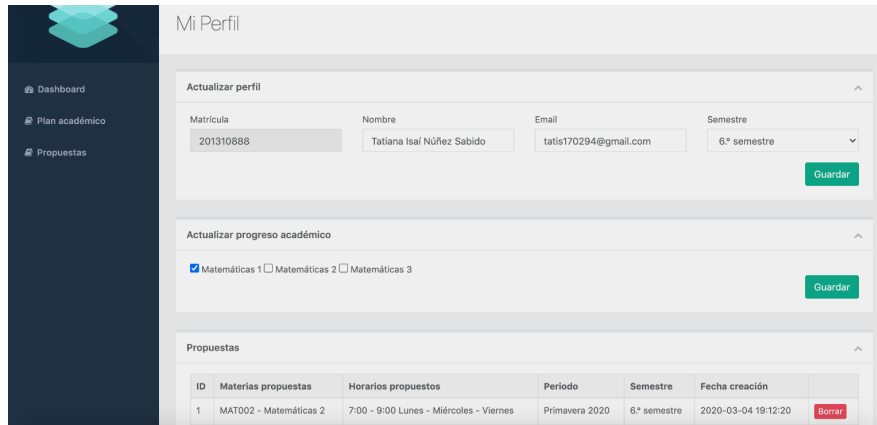 Mi Perfil
Dashboard
Plan académico
Propuestas
Actualizar perfil
Matrícula Nombre Email Semestre
201310888 Tatiana Isaí Núñez Sabido tatis170294@gmail.com 6.º semestre
Guardar
Actualizar progreso académico
Matemáticas 1 Matemáticas 2 Matemáticas 3
Guardar
Propuestas
ID Materias propuestas Horarios propuestos Periodo Semestre Fecha creación
1 MAT002 - Matemáticas 2 7:00 - 9:00 Lunes - Miércoles - Viernes Primavera 2020 6.º semestre 2020-03-04 19:12:20 Borrar